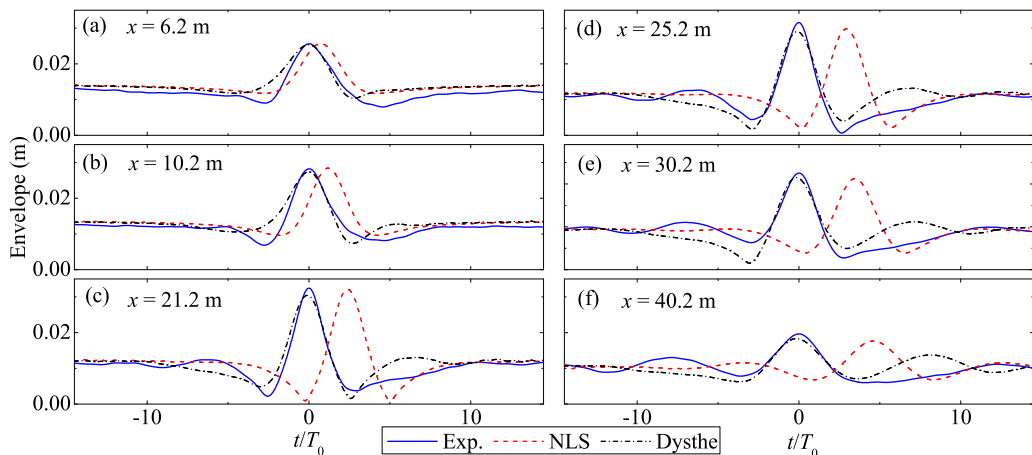 (a) x = 6.2 m
0.02
0.00
(b) x = 10.2 m
0.02
0.00
(c) x = 21.2 m
0.02
0.00
Envelope (m)
-10 0 10
t/T0
(d) x = 25.2 m
(e) x = 30.2 m
(f) x = 40.2 m
-10 0 10
t/T0
Exp. NLS Dysthe